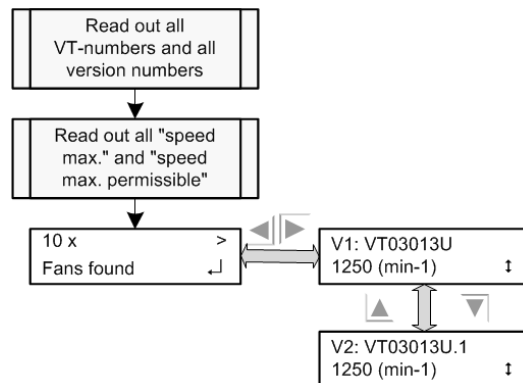 Read out all
VT-numbers and all
version numbers
Read out all "speed
max." and "speed
max. permissible"
10 x >
Fans found ↵
V1: VT03013U
1250 (min-1) ↕
V2: VT03013U.1
1250 (min-1) ↕